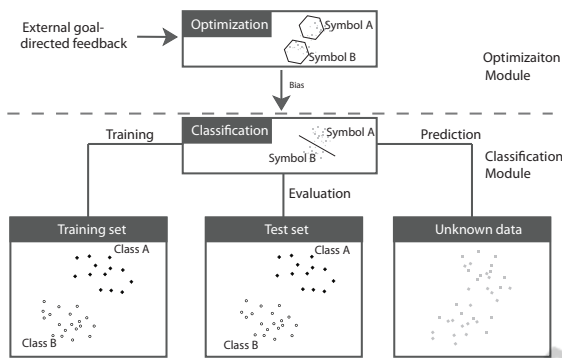 External goal-
directed feedback
Optimization
Symbol A
Symbol B
Optimizaiton
Module
Bias
Training
Classification
Symbol A
Symbol B
Prediction
Classification
Module
Evaluation
Training set
Class A
Class B
Test set
Class A
Class B
Unknown data